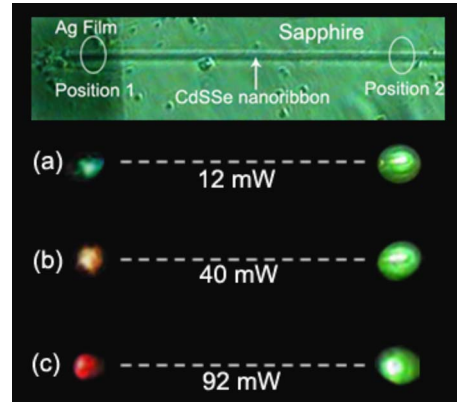 Ag Film
Sapphire
Position 1
Position 2
CdSSe nanoribbon
(a)
12 mW
(b)
40 mW
(c)
92 mW